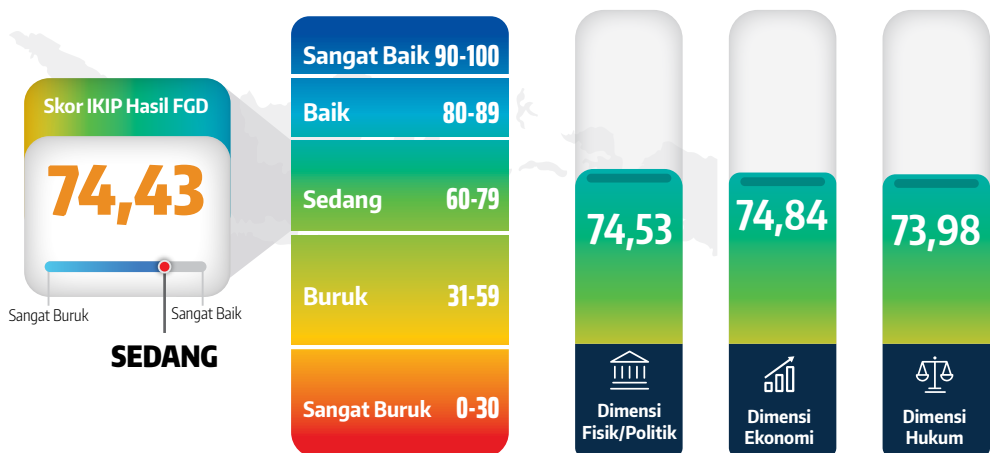 Skor IKIP Hasil FGD
74,43
Sangat Buruk
Sangat Baik
SEDANG
Sangat Baik 90-100
Baik 80-89
Sedang 60-79
Buruk 31-59
Sangat Buruk 0-30
74,53
Dimensi
Fisik/Politik
74,84
Dimensi
Ekonomi
73,98
Dimensi
Hukum